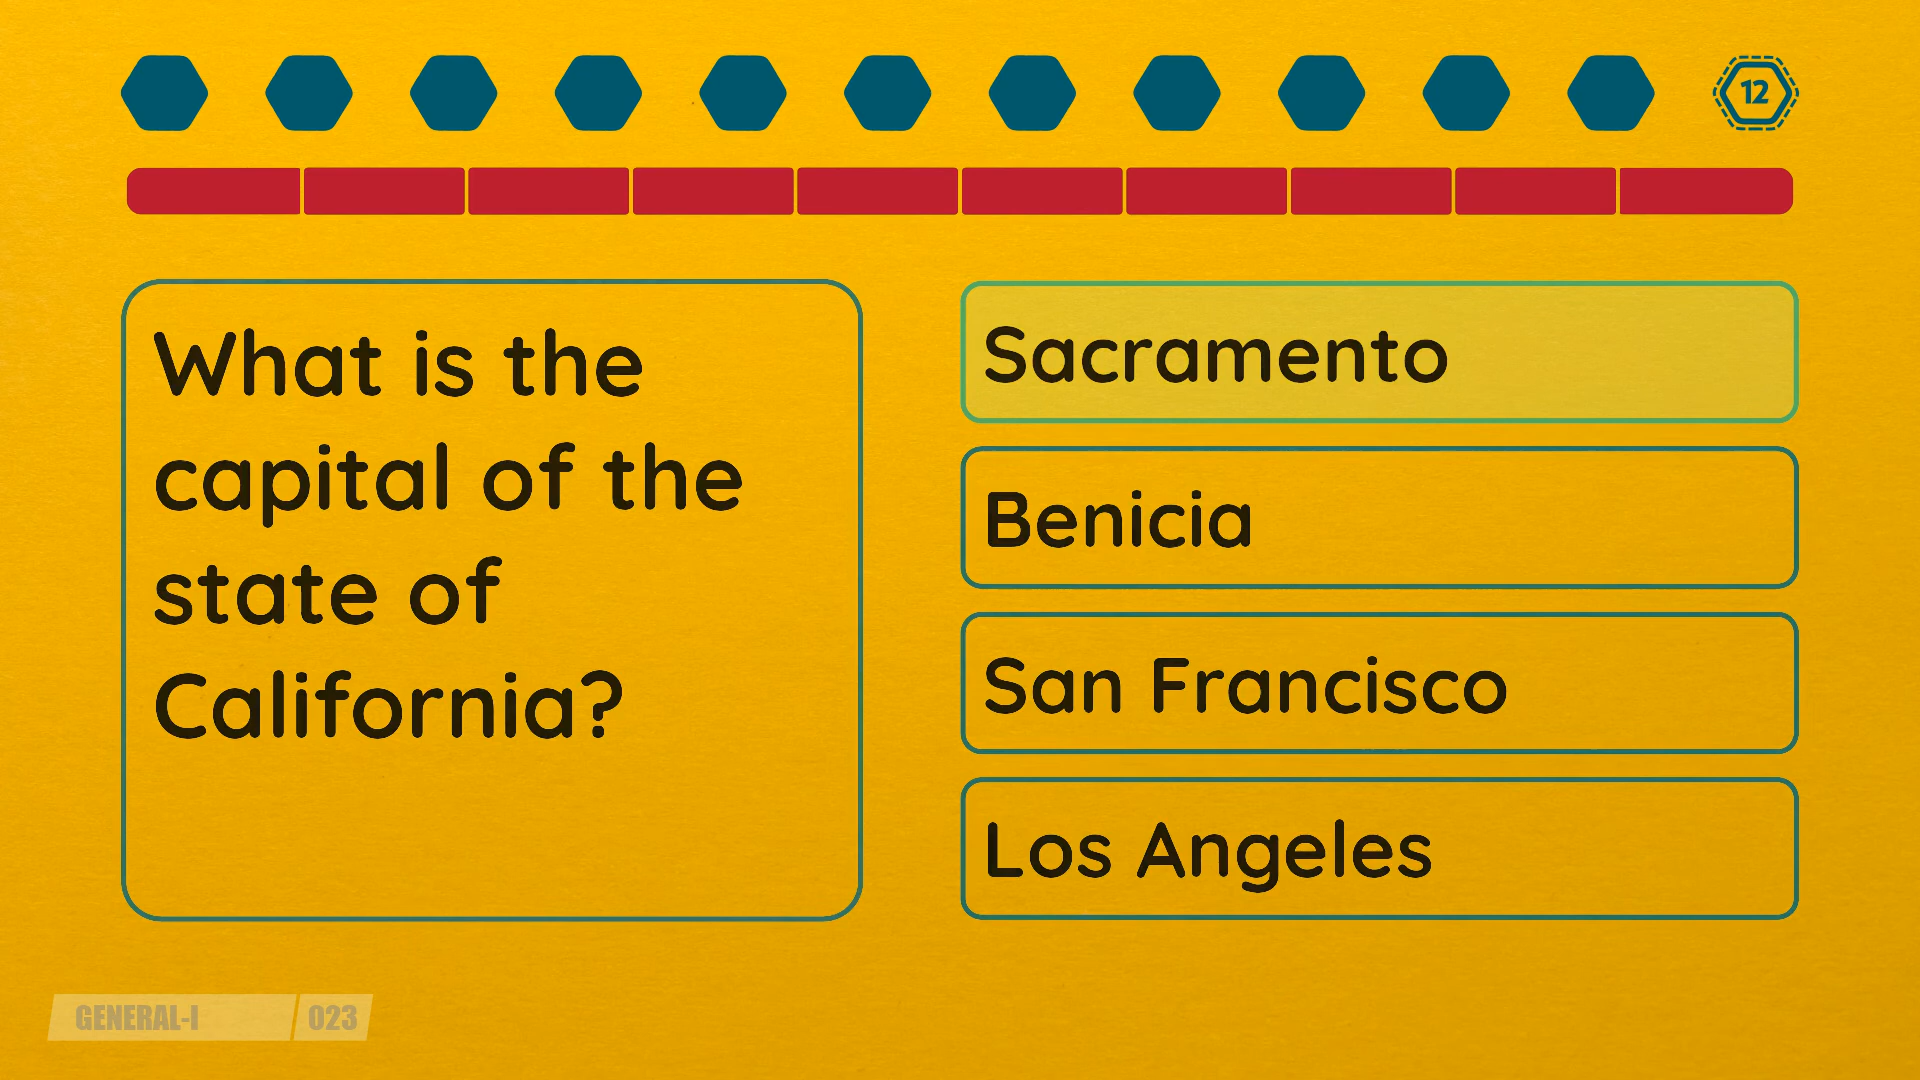 12
What is the
capital of the
state of
California?
Sacramento
Benicia
San Francisco
Los Angeles
GENERAL-I 023